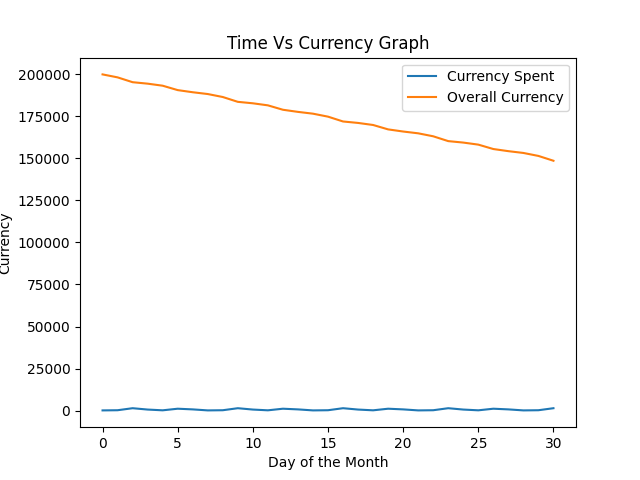 Time Vs Currency Graph
Currency Spent
Overall Currency
200000
175000
150000
125000
100000
75000
50000
25000
0
Currency
0 5 10 15 20 25 30
Day of the Month